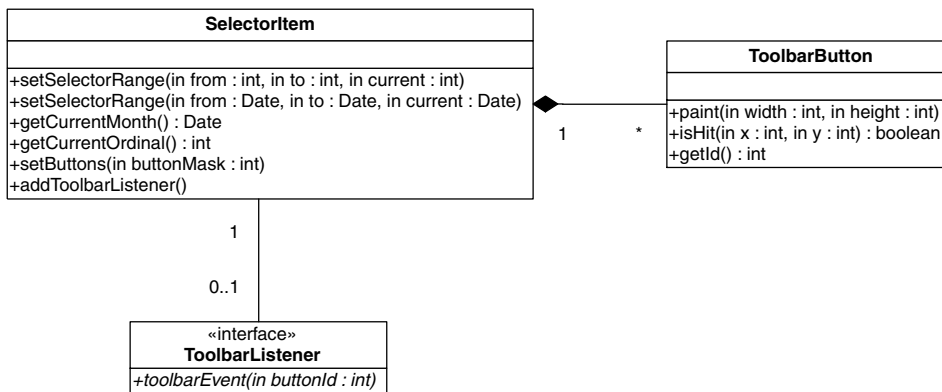 SelectorItem
+setSelectorRange(in from : int, in to : int, in current : int)
+setSelectorRange(in from : Date, in to : Date, in current : Date)
+getCurrentMonth() : Date
+getCurrentOrdinal() : int
+setButtons(in buttonMask : int)
+addToolbarListener()
ToolbarButton
+paint(in width : int, in height : int)
+isHit(in x : int, in y : int) : boolean
+getId() : int
1
*
1
0..1
«interface»
ToolbarListener
+toolbarEvent(in buttonId : int)